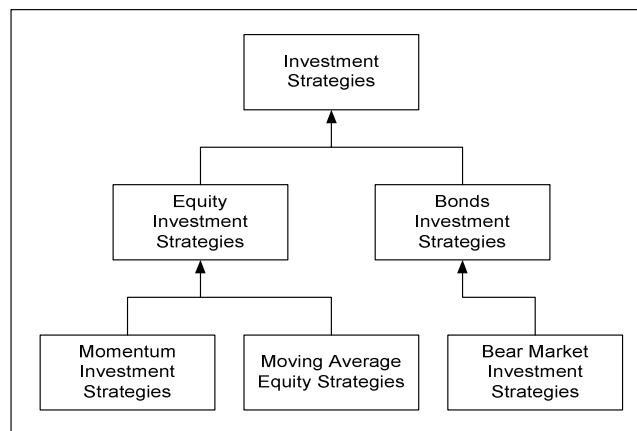 Investment
Strategies
Equity
Investment
Strategies
Bonds
Investment
Strategies
Momentum
Investment
Strategies
Moving Average
Equity Strategies
Bear Market
Investment
Strategies